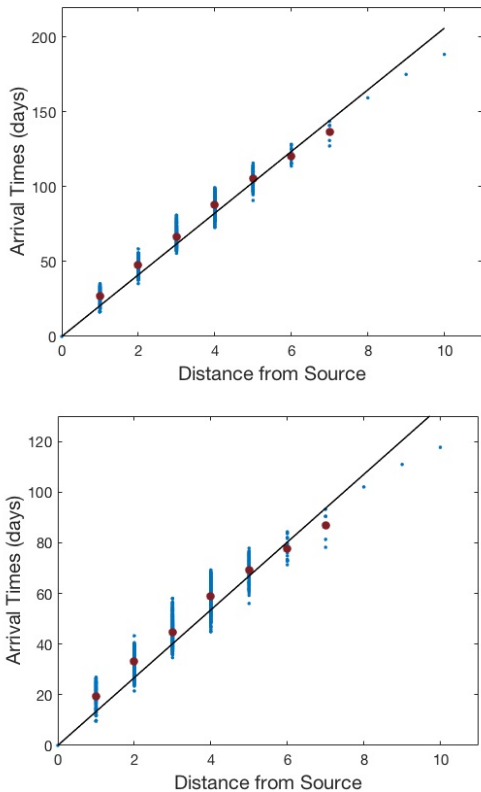 200
150
100
50
0
Arrival Times (days)
0 2 4 6 8 10
Distance from Source
120
100
80
60
40
20
0
Arrival Times (days)
0 2 4 6 8 10
Distance from Source